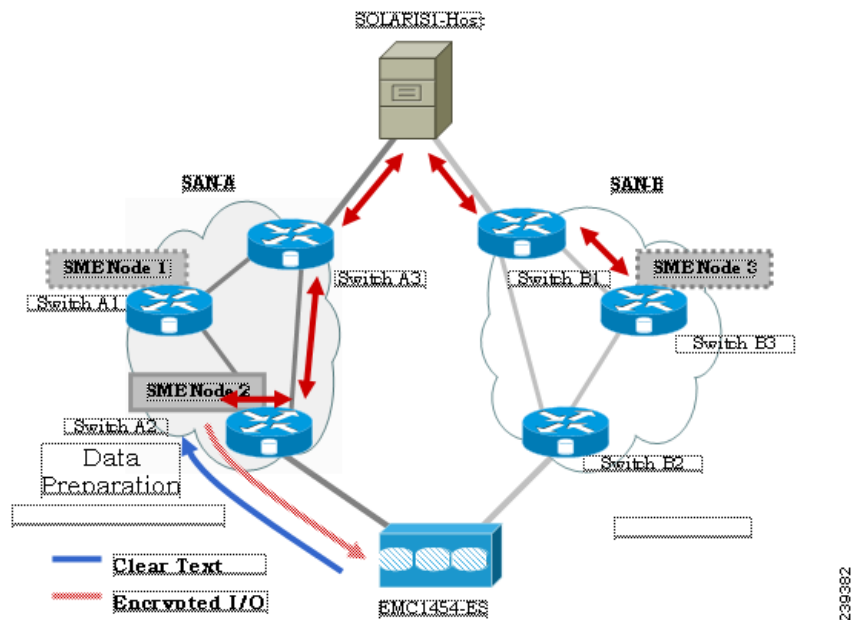 SOLARIS1-Host
SAN-A
SAN-B
SME Node 1
SME Node 3
Switch A3
Switch B1
Switch A1
Switch B3
SME Node 2
Switch A2
Switch B2
Data
Preparation
Clear Text
Encrypted I/O
EMC1454-ES
239382